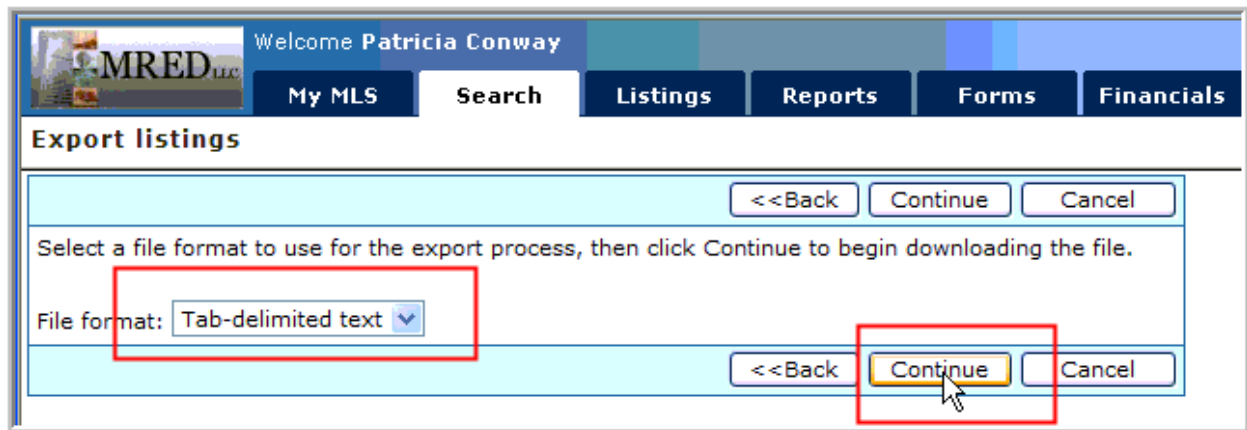 MRED LLC
Welcome Patricia Conway
My MLS Search Listings Reports Forms Financials
Export listings
<<Back Continue Cancel
Select a file format to use for the export process, then click Continue to begin downloading the file.
File format: Tab-delimited text
<<Back Continue Cancel